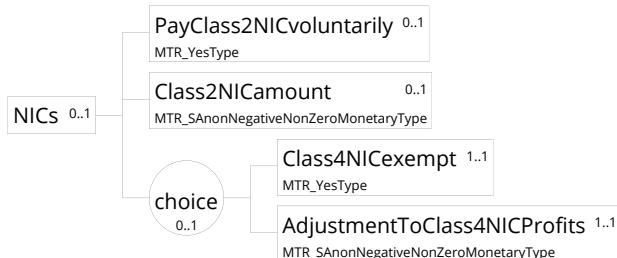 PayClass2NICvoluntarily 0..1
MTR_YesType
Class2NICamount 0..1
MTR_SAnonNegativeNonZeroMonetaryType
NICs 0..1
Class4NICexempt 1..1
MTR_YesType
choice
0..1
AdjustmentToClass4NICProfits 1..1
MTR_SAnonNegativeNonZeroMonetaryType